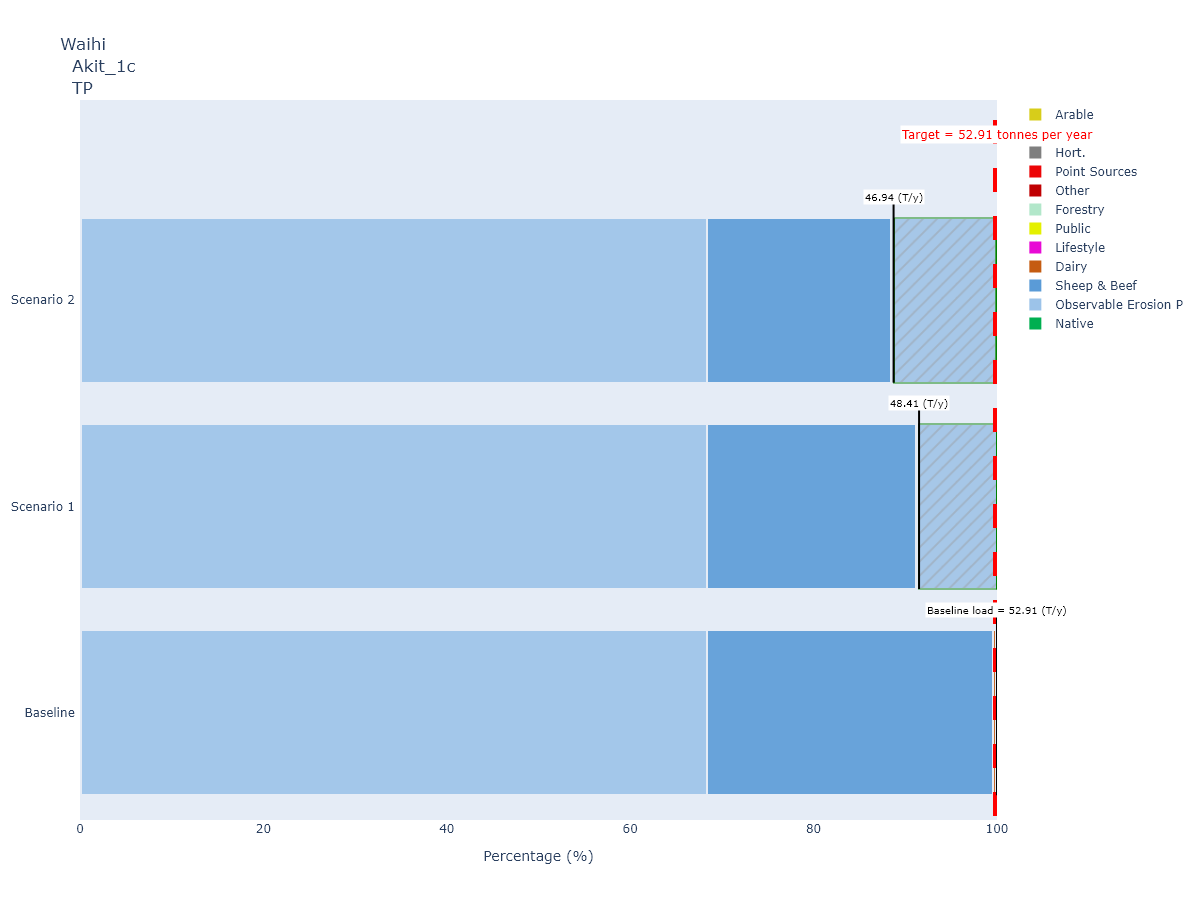 Waihi
Akit_1c
TP
Target = 52.91 tonnes per year
46.94 (T/y)
Scenario 2
48.41 (T/y)
Scenario 1
Baseline load = 52.91 (T/y)
Baseline
0 20 40 60 80 100
Percentage (%)
Arable
Hort.
Point Sources
Other
Forestry
Public
Lifestyle
Dairy
Sheep & Beef
Observable Erosion P
Native